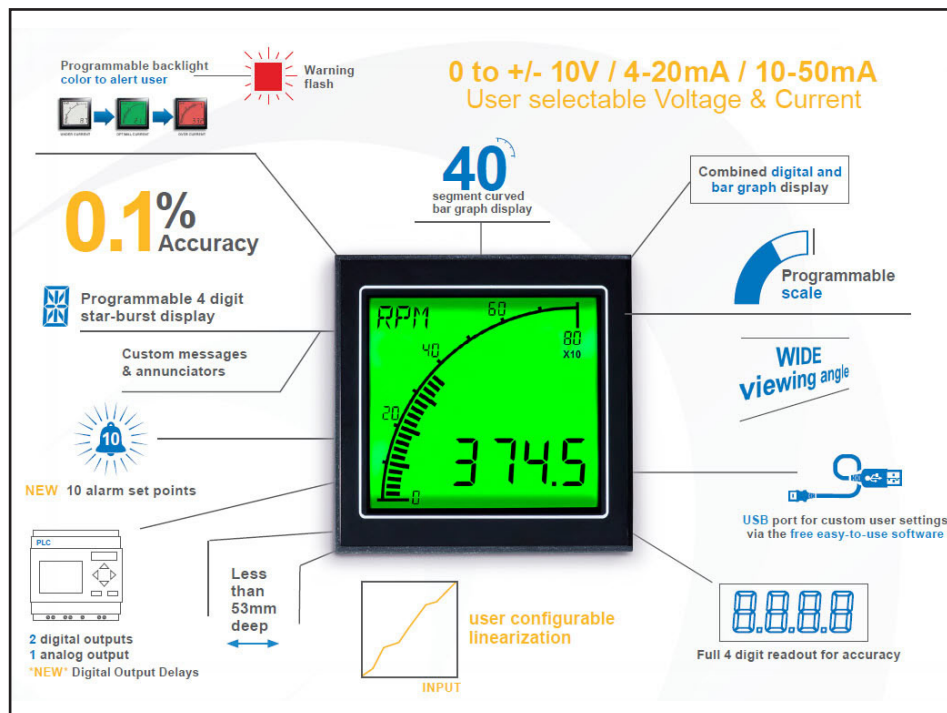 Programmable backlight
color to alert user
Warning
flash
0 to +/- 10V / 4-20mA / 10-50mA
User selectable Voltage & Current
40
segment curved
bar graph display
Combined digital and
bar graph display
0.1%
Accuracy
Programmable
scale
Programmable 4 digit
star-burst display
Custom messages
& annunciators
RPM
60
80
X10
40
20
0
374.5
WIDE
viewing angle
10
NEW 10 alarm set points
USB port for custom user settings
via the free easy-to-use software
PLC
2 digital outputs
1 analog output
*NEW* Digital Output Delays
Less
than
53mm
deep
user configurable
linearization
INPUT
8.8.8.8
Full 4 digit readout for accuracy